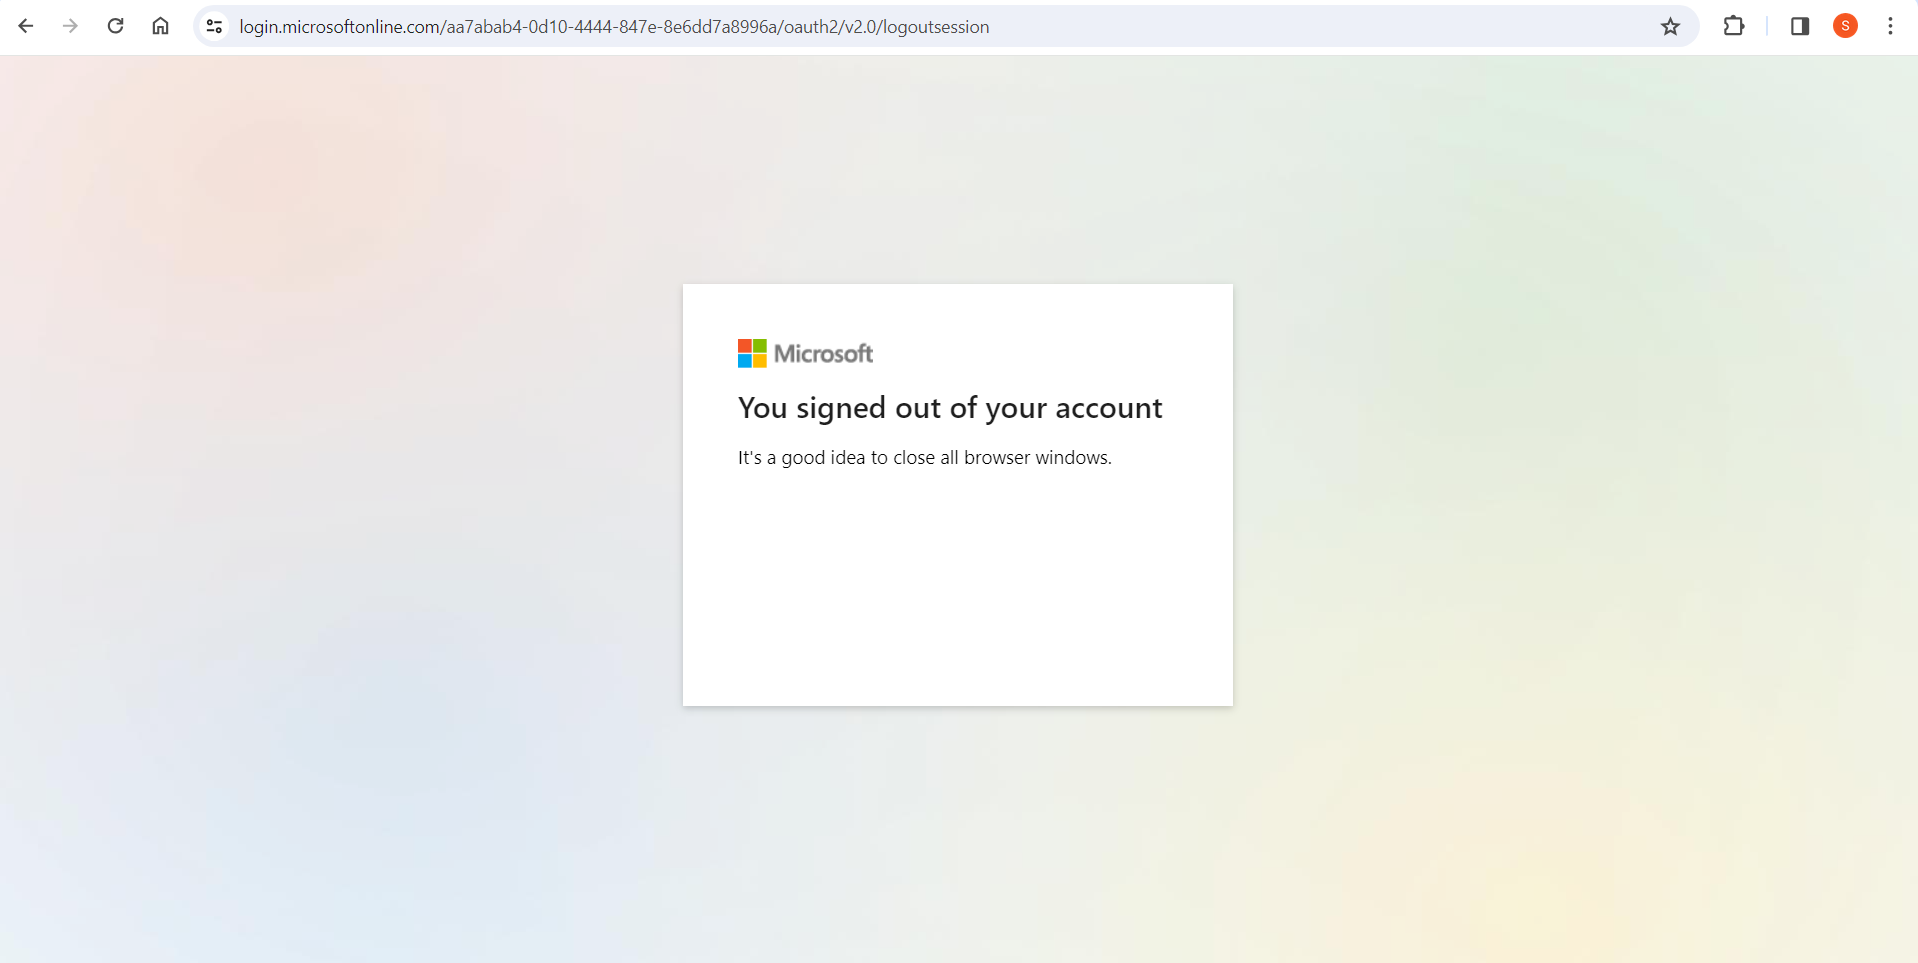 login.microsoftonline.com/aa7abab4-0d10-4444-847e-8e6dd7a8996a/oauth2/v2.0/logoutsession
S
Microsoft
You signed out of your account
It's a good idea to close all browser windows.